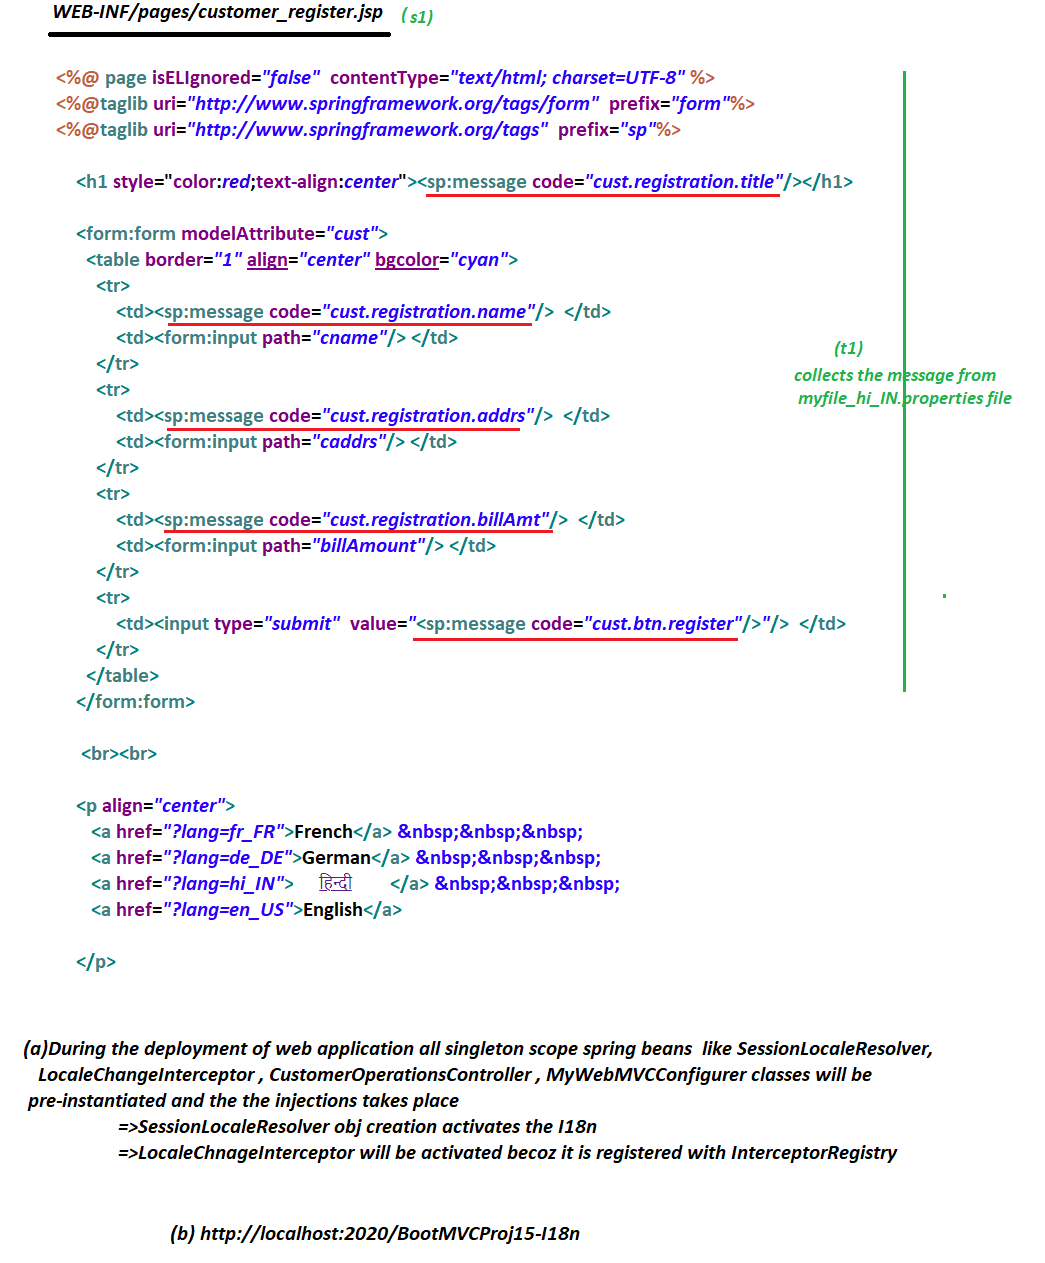 WEB-INF/pages/customer_register.jsp (s1)
<%@ page isELIgnored="false" contentType="text/html; charset=UTF-8" %>
<%@taglib uri="http://www.springframework.org/tags/form" prefix="form"%>
<%@taglib uri="http://www.springframework.org/tags" prefix="sp"%>
<h1 style="color:red;text-align:center"><sp:message code="cust.registration.title"/></h1>
<form:form modelAttribute="cust">
<table border="1" align="center" bgcolor="cyan">
<tr>
<td><sp:message code="cust.registration.name"/> </td>
<td><form:input path="cname"/> </td>
</tr>
<tr>
<td><sp:message code="cust.registration.addrs"/> </td>
<td><form:input path="caddrs"/> </td>
</tr>
<tr>
<td><sp:message code="cust.registration.billAmt"/> </td>
<td><form:input path="billAmount"/> </td>
</tr>
<tr>
<td><input type="submit" value="<sp:message code="cust.btn.register"/>"/> </td>
</tr>
</table>
</form:form>
(t1)
collects the message from
myfile_hi_IN.properties file
<br><br>
<p align="center">
<a href="?lang=fr_FR">French</a> &nbsp;&nbsp;&nbsp;
<a href="?lang=de_DE">German</a> &nbsp;&nbsp;&nbsp;
<a href="?lang=hi_IN"> हिन्दी </a> &nbsp;&nbsp;&nbsp;
<a href="?lang=en_US">English</a>
</p>
(a)During the deployment of web application all singleton scope spring beans like SessionLocaleResolver,
LocaleChangeInterceptor , CustomerOperationsController , MyWebMVCConfigurer classes will be
pre-instantiated and the the injections takes place
=>SessionLocaleResolver obj creation activates the I18n
=>LocaleChnageInterceptor will be activated becoz it is registered with InterceptorRegistry
(b) http://localhost:2020/BootMVCProj15-I18n